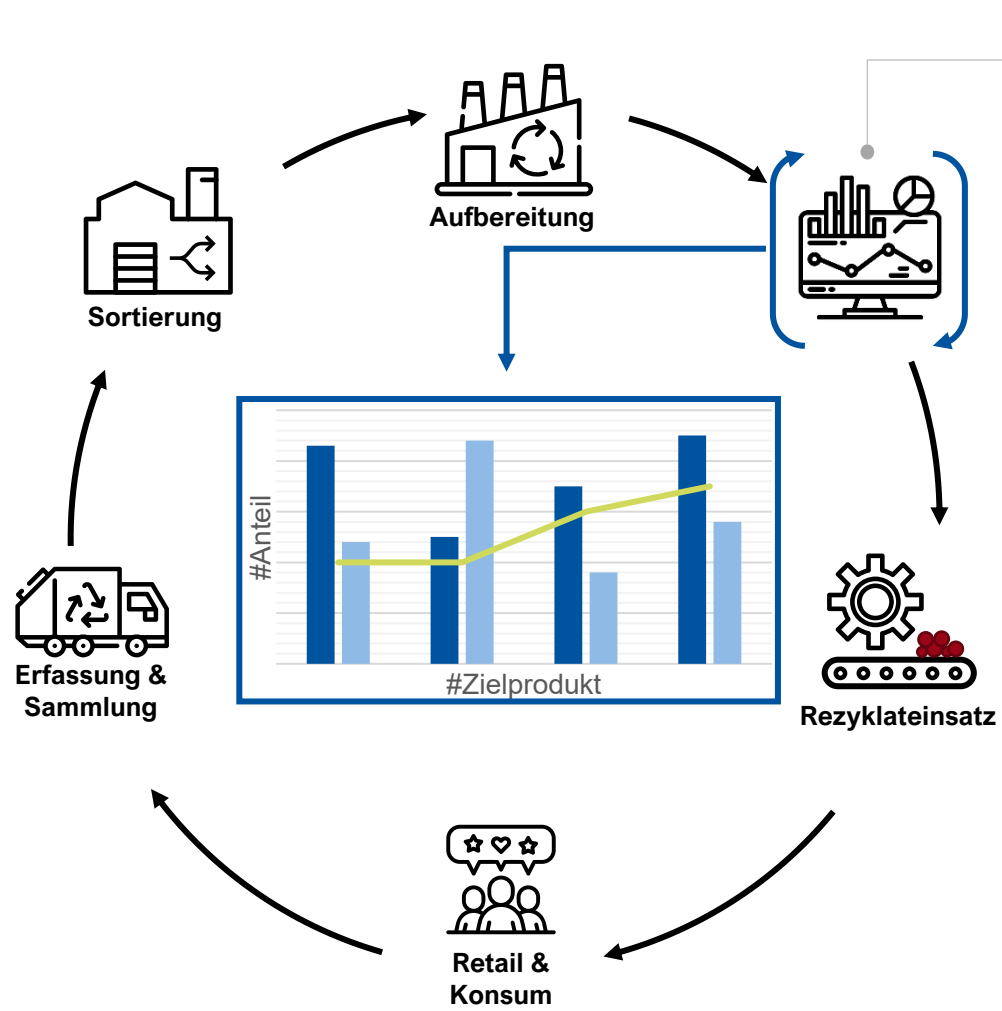 Aufbereitung
Sortierung
#Anteil
#Zielprodukt
Erfassung &
Sammlung
Rezyklateinsatz
Retail &
Konsum